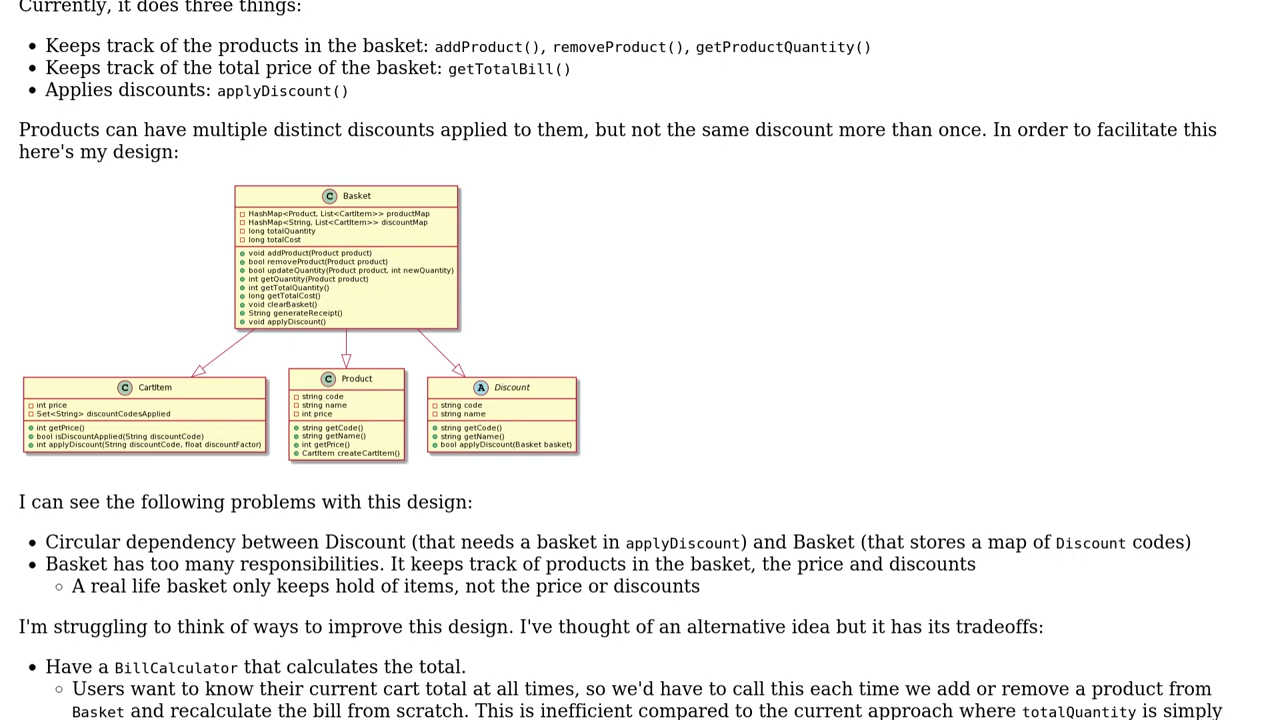 Currently, it does three things:
• Keeps track of the products in the basket: addProduct(), removeProduct(), getProductQuantity()
• Keeps track of the total price of the basket: getTotalBill()
• Applies discounts: applyDiscount()
Products can have multiple distinct discounts applied to them, but not the same discount more than once. In order to facilitate this
here's my design:
C Basket
HashMap<Product, List<CartItem>> productMap
HashMap<String, List<CartItem>> discountMap
long totalQuantity
long totalCost
void addProduct(Product product)
bool removeProduct(Product product)
bool updateQuantity(Product product, int newQuantity)
int getQuantity(Product product)
int getTotalQuantity()
long getTotalCost()
void clearBasket()
String generateReceipt()
void applyDiscount()
C CartItem
int price
Set<String> discountCodesApplied
int getPrice()
bool isDiscountApplied(String discountCode)
int applyDiscount(String discountCode, float discountFactor)
C Product
string code
string name
int price
string getCode()
string getName()
int getPrice()
CartItem createCartItem()
A Discount
string code
string name
string getCode()
string getName()
bool applyDiscount(Basket basket)
I can see the following problems with this design:
• Circular dependency between Discount (that needs a basket in applyDiscount) and Basket (that stores a map of Discount codes)
• Basket has too many responsibilities. It keeps track of products in the basket, the price and discounts
◦ A real life basket only keeps hold of items, not the price or discounts
I'm struggling to think of ways to improve this design. I've thought of an alternative idea but it has its tradeoffs:
• Have a BillCalculator that calculates the total.
◦ Users want to know their current cart total at all times, so we'd have to call this each time we add or remove a product from
Basket and recalculate the bill from scratch. This is inefficient compared to the current approach where totalQuantity is simply